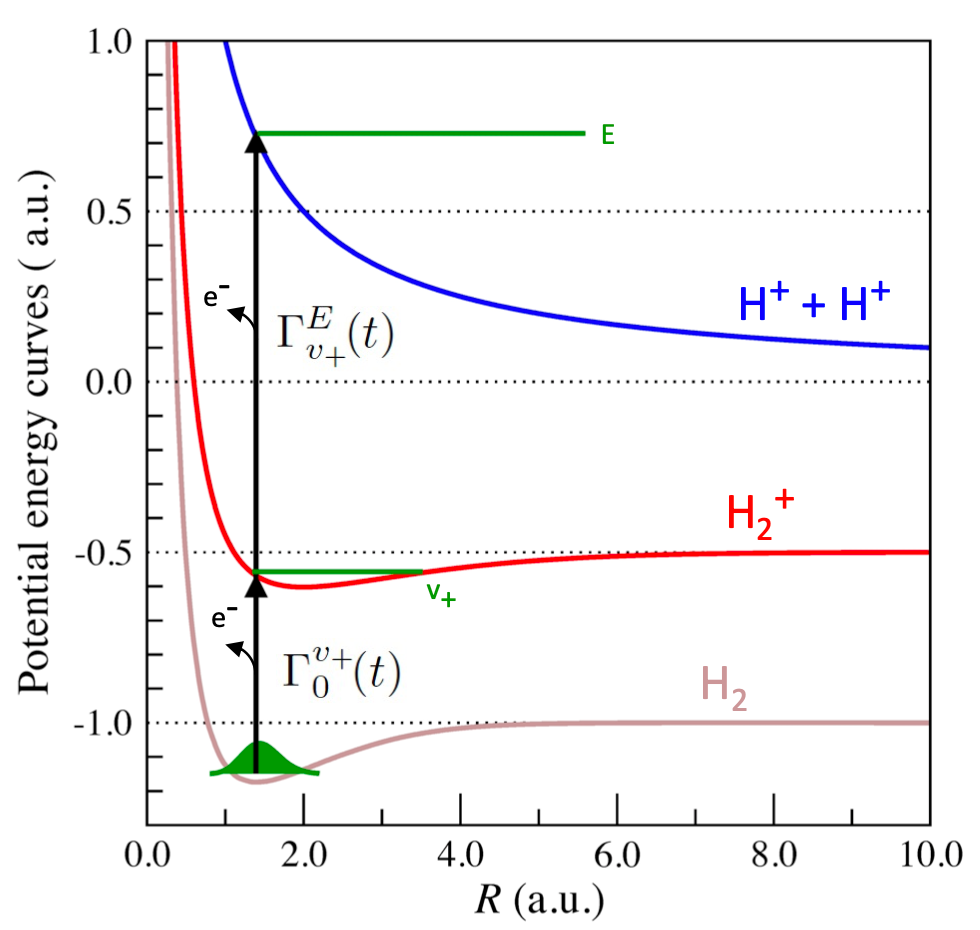 Potential energy curves ( a.u.)
1.0
0.5
0.0
-0.5
-1.0
E
e⁻
Γ_{v+}^{E}(t)
H⁺ + H⁺
H₂⁺
v₊
e⁻
Γ_0^{v+}(t)
H₂
0.0 2.0 4.0 6.0 8.0 10.0
R (a.u.)